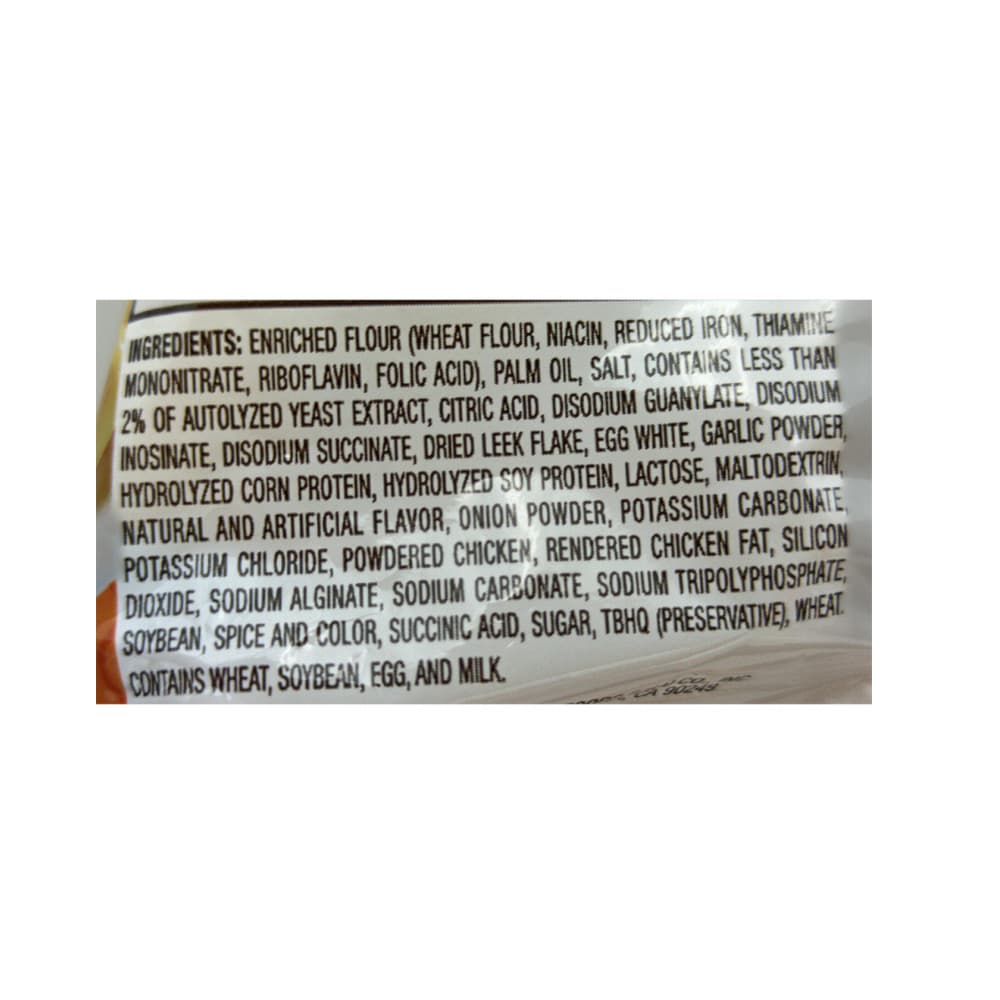 INGREDIENTS: ENRICHED FLOUR (WHEAT FLOUR, NIACIN, REDUCED IRON, THIAMINE
MONONITRATE, RIBOFLAVIN, FOLIC ACID), PALM OIL, SALT, CONTAINS LESS THAN
2% OF AUTOLYZED YEAST EXTRACT, CITRIC ACID, DISODIUM GUANYLATE, DISODIUM
INOSINATE, DISODIUM SUCCINATE, DRIED LEEK FLAKE, EGG WHITE, GARLIC POWDER,
HYDROLYZED CORN PROTEIN, HYDROLYZED SOY PROTEIN, LACTOSE, MALTODEXTRIN,
NATURAL AND ARTIFICIAL FLAVOR, ONION POWDER, POTASSIUM CARBONATE,
POTASSIUM CHLORIDE, POWDERED CHICKEN, RENDERED CHICKEN FAT, SILICON
DIOXIDE, SODIUM ALGINATE, SODIUM CARBONATE, SODIUM TRIPOLYPHOSPHATE,
SOYBEAN, SPICE AND COLOR, SUCCINIC ACID, SUGAR, TBHQ (PRESERVATIVE), WHEAT.
CONTAINS WHEAT, SOYBEAN, EGG, AND MILK.
CO.
CA 90249